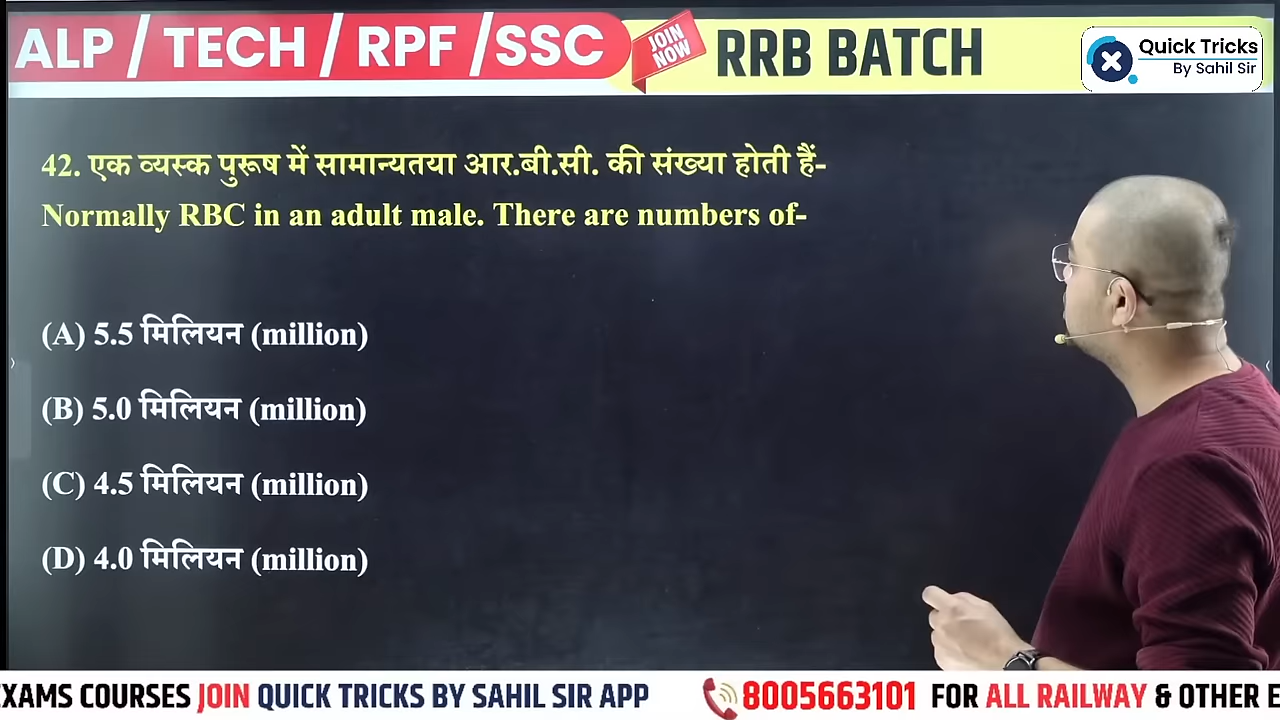 ALP / TECH / RPF / SSC
JOIN NOW
RRB BATCH
Quick Tricks
By Sahil Sir
42. एक व्यस्क पुरूष में सामान्यतया आर.बी.सी. की संख्या होती हैं-
Normally RBC in an adult male. There are numbers of-
(A) 5.5 मिलियन (million)
(B) 5.0 मिलियन (million)
(C) 4.5 मिलियन (million)
(D) 4.0 मिलियन (million)
EXAMS COURSES JOIN QUICK TRICKS BY SAHIL SIR APP 8005663101 FOR ALL RAILWAY & OTHER E